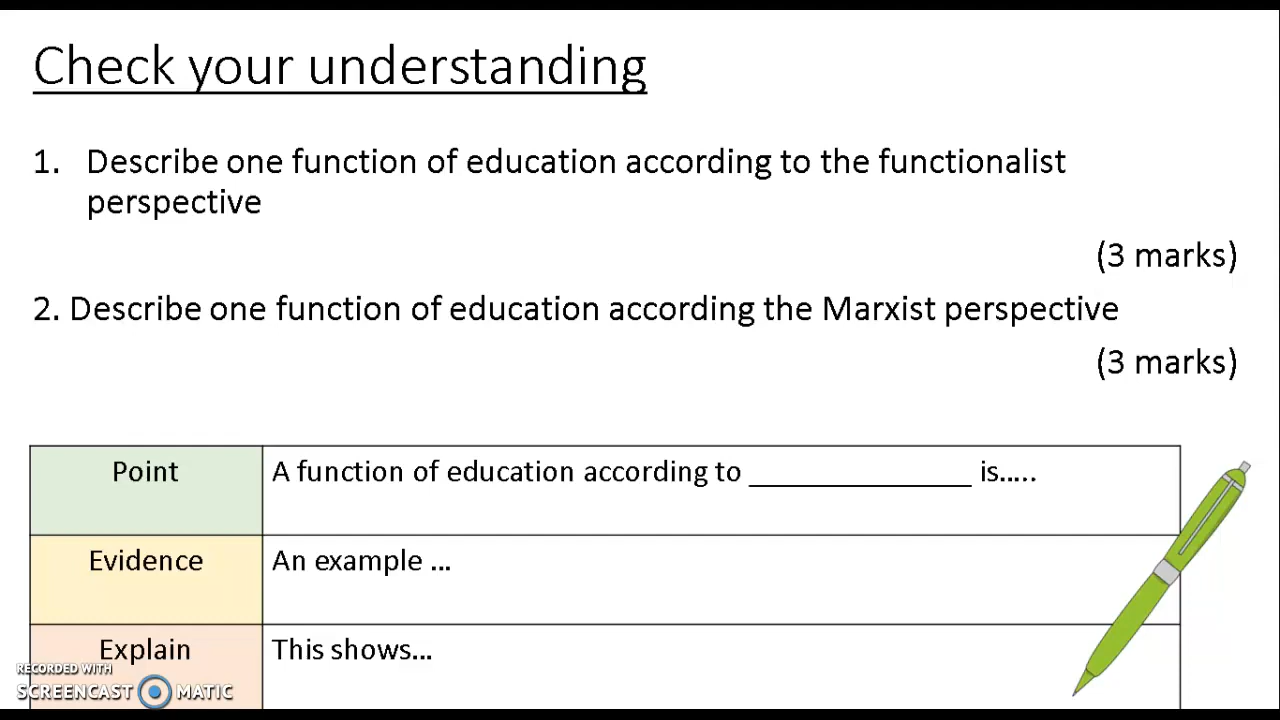 Check your understanding
1. Describe one function of education according to the functionalist
perspective
(3 marks)
2. Describe one function of education according the Marxist perspective
(3 marks)
Point
A function of education according to _______________ is.....
Evidence
An example ...
Explain
This shows...
RECORDED WITH
SCREENCAST MATIC